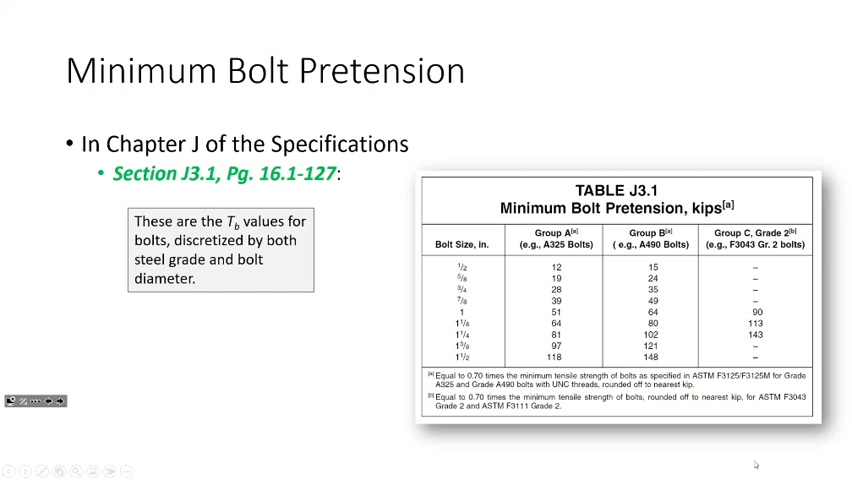 Minimum Bolt Pretension
• In Chapter J of the Specifications
• Section J3.1, Pg. 16.1-127:
These are the Tb values for
bolts, discretized by both
steel grade and bolt
diameter.
TABLE J3.1
Minimum Bolt Pretension, kips[a]
Bolt Size, in. Group A[a] (e.g., A325 Bolts) Group B[a] ( e.g., A490 Bolts) Group C, Grade 2[b] (e.g., F3043 Gr. 2 bolts)
1/2 12 15 –
5/8 19 24 –
3/4 28 35 –
7/8 39 49 –
1 51 64 90
1 1/8 64 80 113
1 1/4 81 102 143
1 3/8 97 121 –
1 1/2 118 148 –
[a] Equal to 0.70 times the minimum tensile strength of bolts as specified in ASTM F3125/F3125M for Grade
A325 and Grade A490 bolts with UNC threads, rounded off to nearest kip.
[b] Equal to 0.70 times the minimum tensile strength of bolts, rounded off to nearest kip, for ASTM F3043
Grade 2 and ASTM F3111 Grade 2.